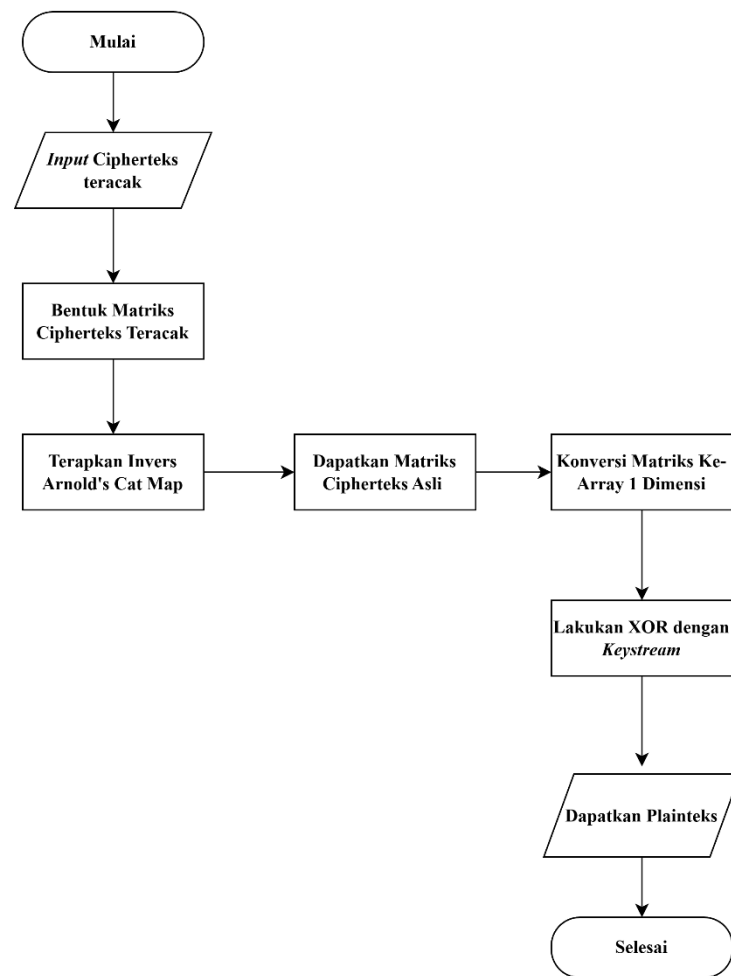 Mulai
Input Cipherteks
teracak
Bentuk Matriks
Cipherteks Teracak
Terapkan Invers
Arnold's Cat Map
Dapatkan Matriks
Cipherteks Asli
Konversi Matriks Ke-
Array 1 Dimensi
Lakukan XOR dengan
Keystream
Dapatkan Plainteks
Selesai